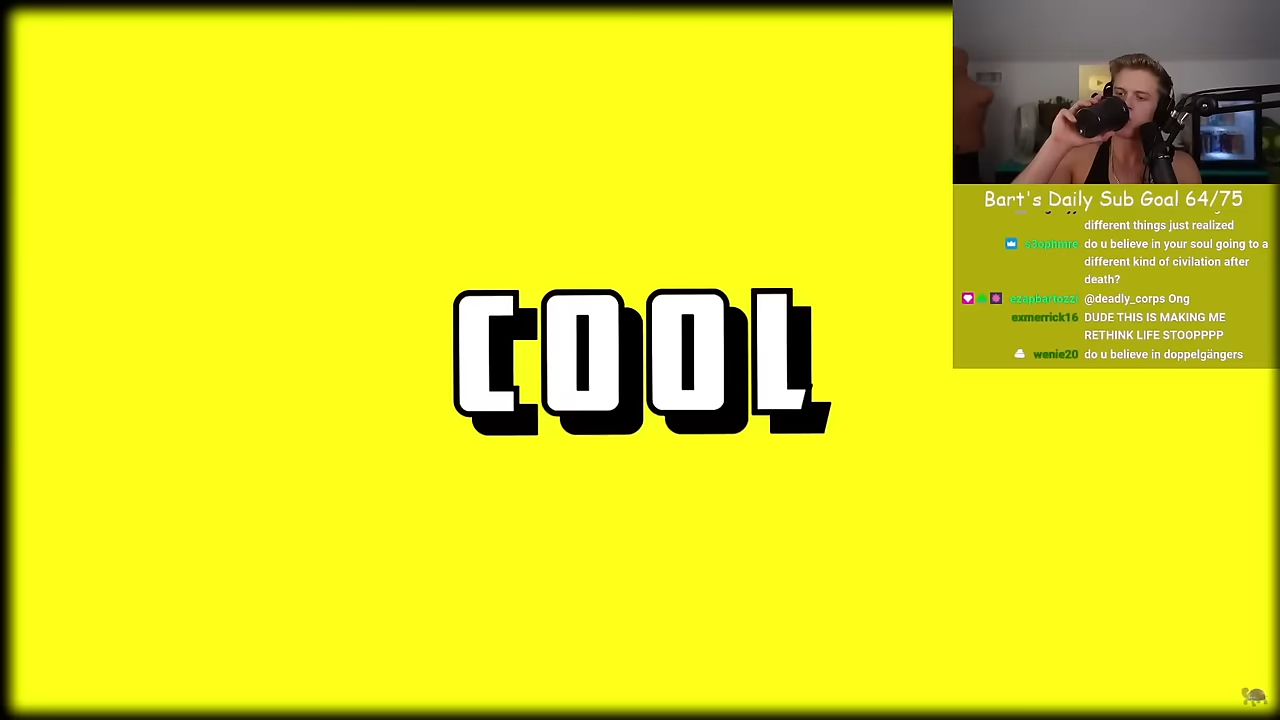 COOL
Bart's Daily Sub Goal 64/75
different things just realized
s3ophmre do u believe in your soul going to a
different kind of civilation after
death?
ezapbartozzi @deadly_corps Ong
exmerrick16 DUDE THIS IS MAKING ME
RETHINK LIFE STOOPPPP
wenie20 do u believe in doppelgängers